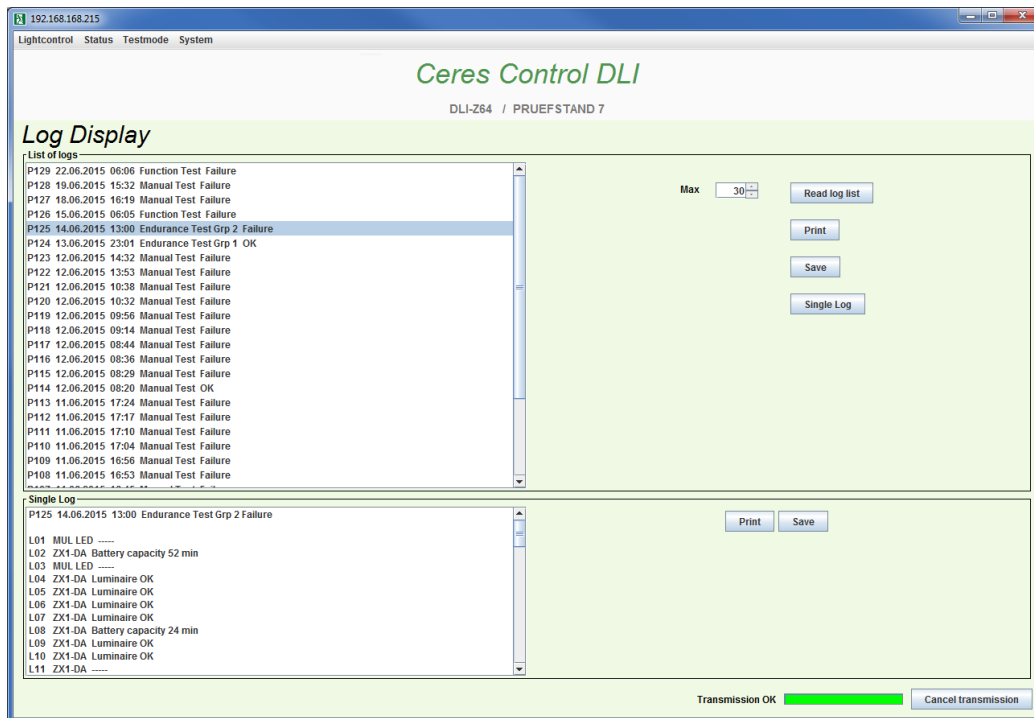 192.168.168.215
Lightcontrol Status Testmode System
Ceres Control DLI
DLI-Z64 / PRUEFSTAND 7
Log Display
List of logs
P129 22.06.2015 06:06 Function Test Failure
P128 19.06.2015 15:32 Manual Test Failure
P127 18.06.2015 16:19 Manual Test Failure
P126 15.06.2015 06:05 Function Test Failure
P125 14.06.2015 13:00 Endurance Test Grp 2 Failure
P124 13.06.2015 23:01 Endurance Test Grp 1 OK
P123 12.06.2015 14:32 Manual Test Failure
P122 12.06.2015 13:53 Manual Test Failure
P121 12.06.2015 10:38 Manual Test Failure
P120 12.06.2015 10:32 Manual Test Failure
P119 12.06.2015 09:56 Manual Test Failure
P118 12.06.2015 09:14 Manual Test Failure
P117 12.06.2015 08:44 Manual Test Failure
P116 12.06.2015 08:36 Manual Test Failure
P115 12.06.2015 08:29 Manual Test Failure
P114 12.06.2015 08:20 Manual Test OK
P113 11.06.2015 17:24 Manual Test Failure
P112 11.06.2015 17:17 Manual Test Failure
P111 11.06.2015 17:10 Manual Test Failure
P110 11.06.2015 17:04 Manual Test Failure
P109 11.06.2015 16:56 Manual Test Failure
P108 11.06.2015 16:53 Manual Test Failure
Max 30
Read log list
Print
Save
Single Log
Single Log
P125 14.06.2015 13:00 Endurance Test Grp 2 Failure
L01 MUL LED -----
L02 ZX1-DA Battery capacity 52 min
L03 MUL LED -----
L04 ZX1-DA Luminaire OK
L05 ZX1-DA Luminaire OK
L06 ZX1-DA Luminaire OK
L07 ZX1-DA Luminaire OK
L08 ZX1-DA Battery capacity 24 min
L09 ZX1-DA Luminaire OK
L10 ZX1-DA Luminaire OK
L11 ZX1-DA -----
Print Save
Transmission OK
Cancel transmission